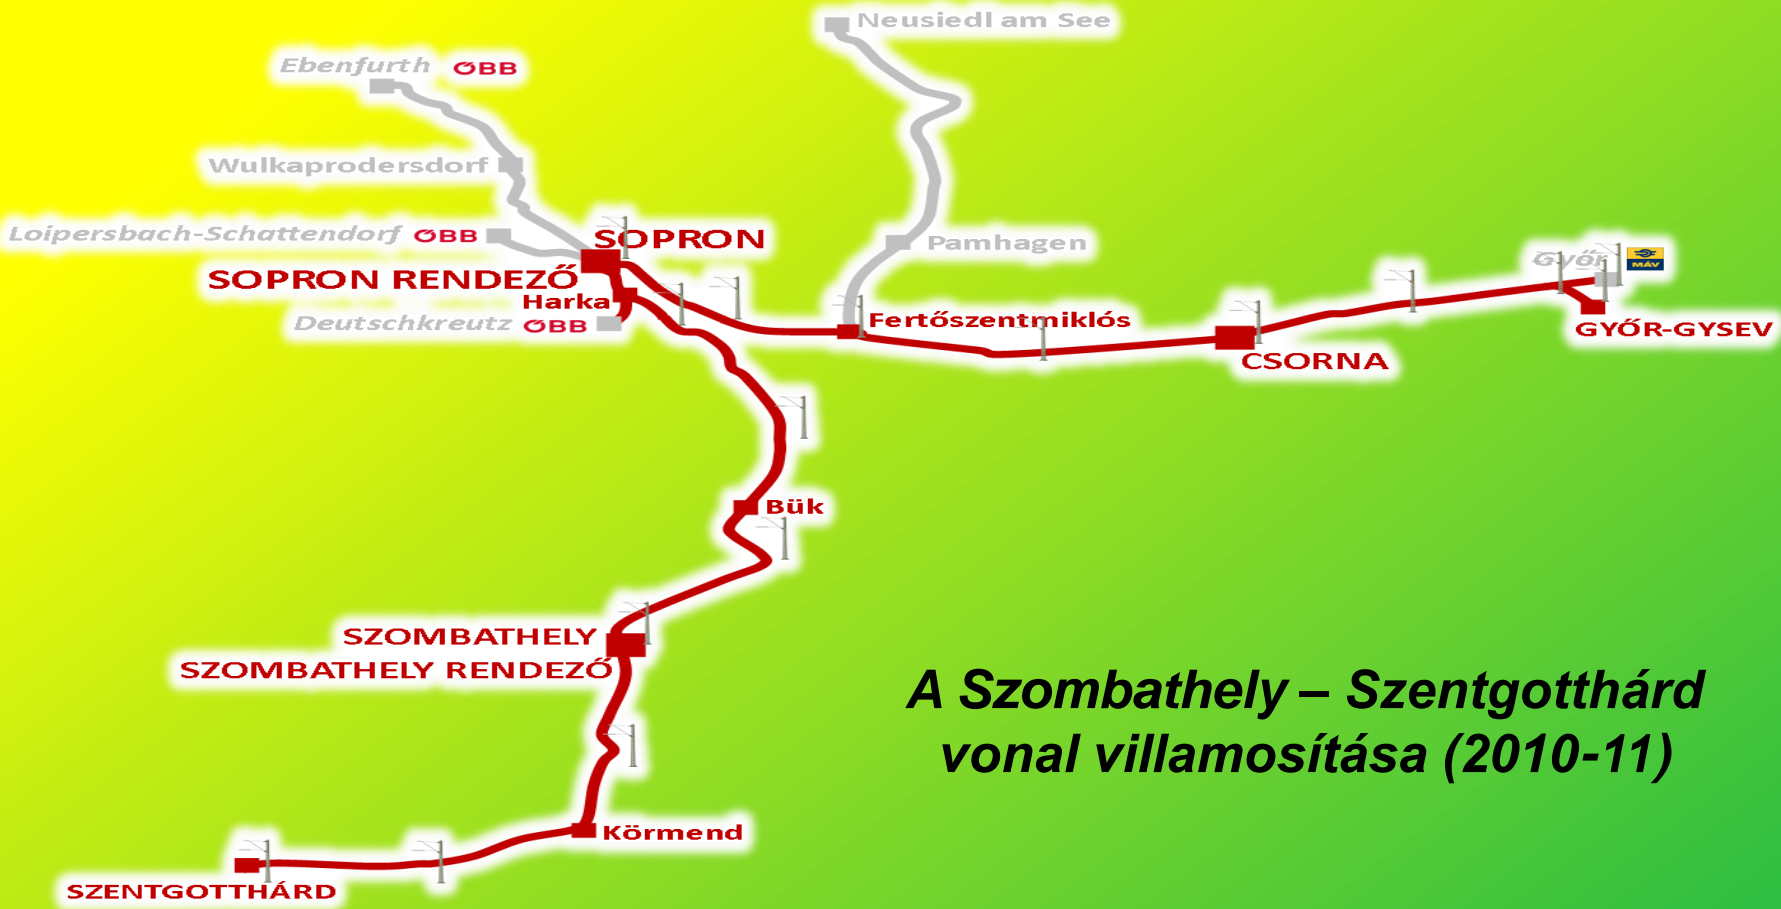 Neusiedl am See
Ebenfurth ÖBB
Wulkaprodersdorf
Loipersbach-Schattendorf ÖBB
SOPRON
Pamhagen
Győr MÁV
SOPRON RENDEZŐ
Harka
Deutschkreutz ÖBB
Fertőszentmiklós
GYŐR-GYSEV
CSORNA
Bük
SZOMBATHELY
SZOMBATHELY RENDEZŐ
A Szombathely – Szentgotthárd
vonal villamosítása (2010-11)
Körmend
SZENTGOTTHÁRD